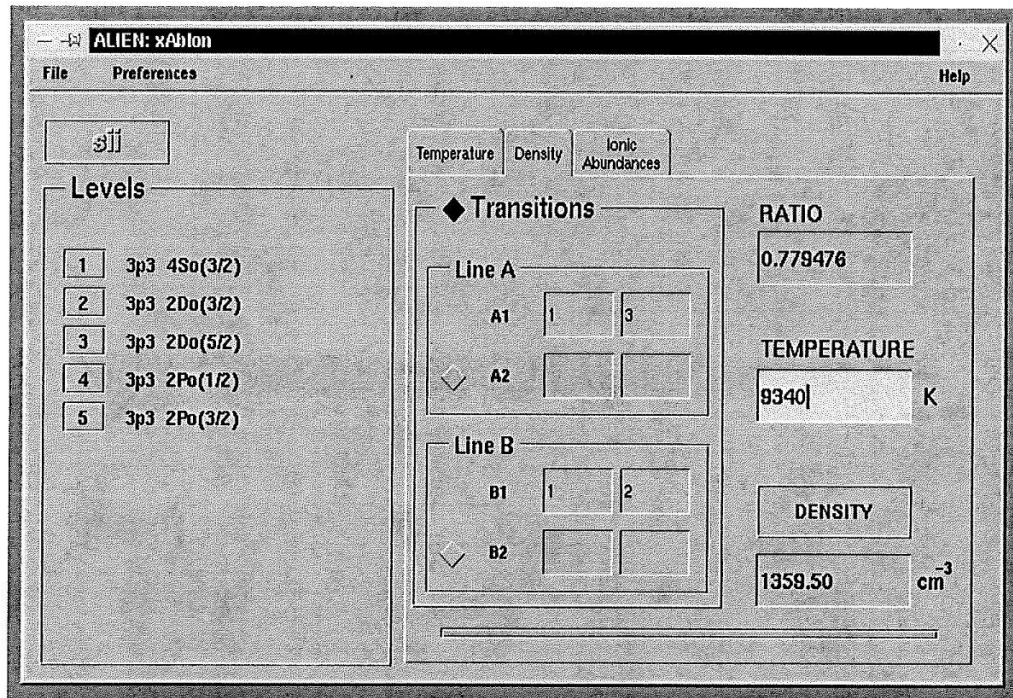 ALIEN: xAblon
File Preferences Help
sii
Levels
1 3p3 4So(3/2)
2 3p3 2Do(3/2)
3 3p3 2Do(5/2)
4 3p3 2Po(1/2)
5 3p3 2Po(3/2)
Temperature Density Ionic Abundances
Transitions
Line A
A1 1 3
A2
Line B
B1 1 2
B2
RATIO
0.779476
TEMPERATURE
9340 K
DENSITY
1359.50 cm-3